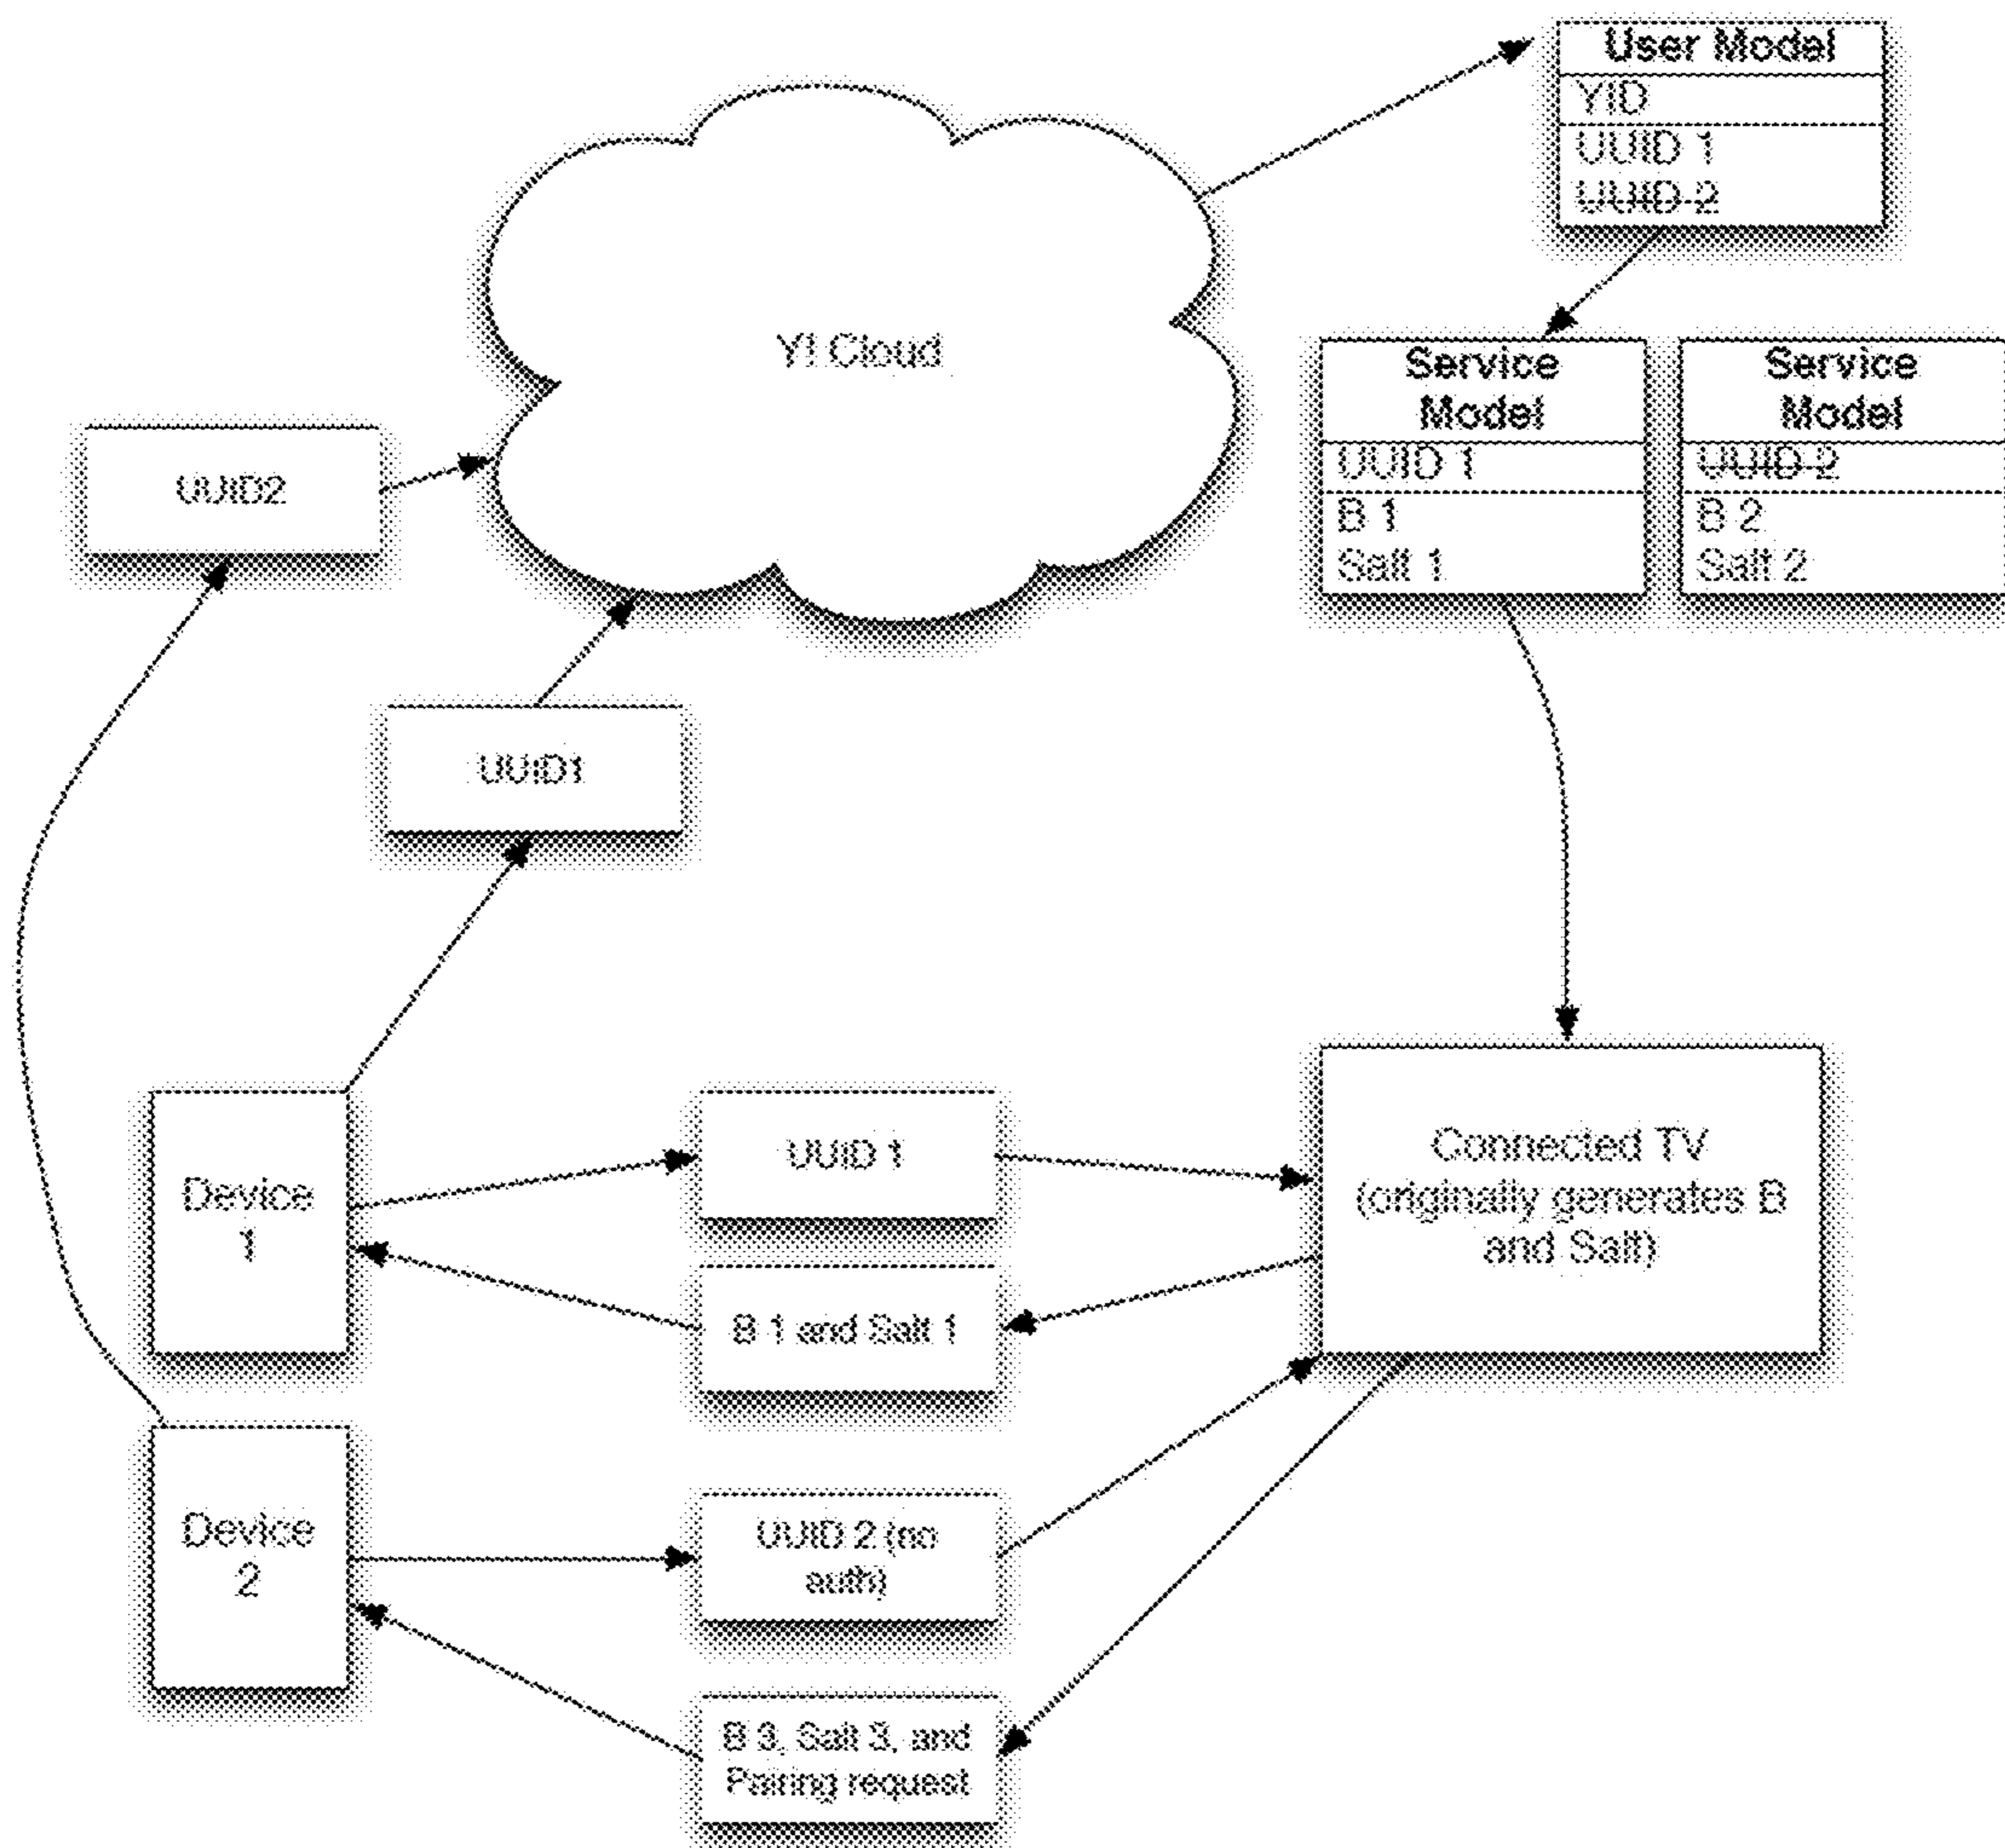 User Model
YID
UUID 1
UUID 2
Y! Cloud
Service
Model
UUID 1
B 1
Salt 1
Service
Model
UUID 2
B 2
Salt 2
UUID2
UUID1
Device
1
UUID 1
Connected TV
(originally generates B
and Salt)
B 1 and Salt 1
Device
2
UUID 2 (no
auth)
B 3, Salt 3, and
Pairing request